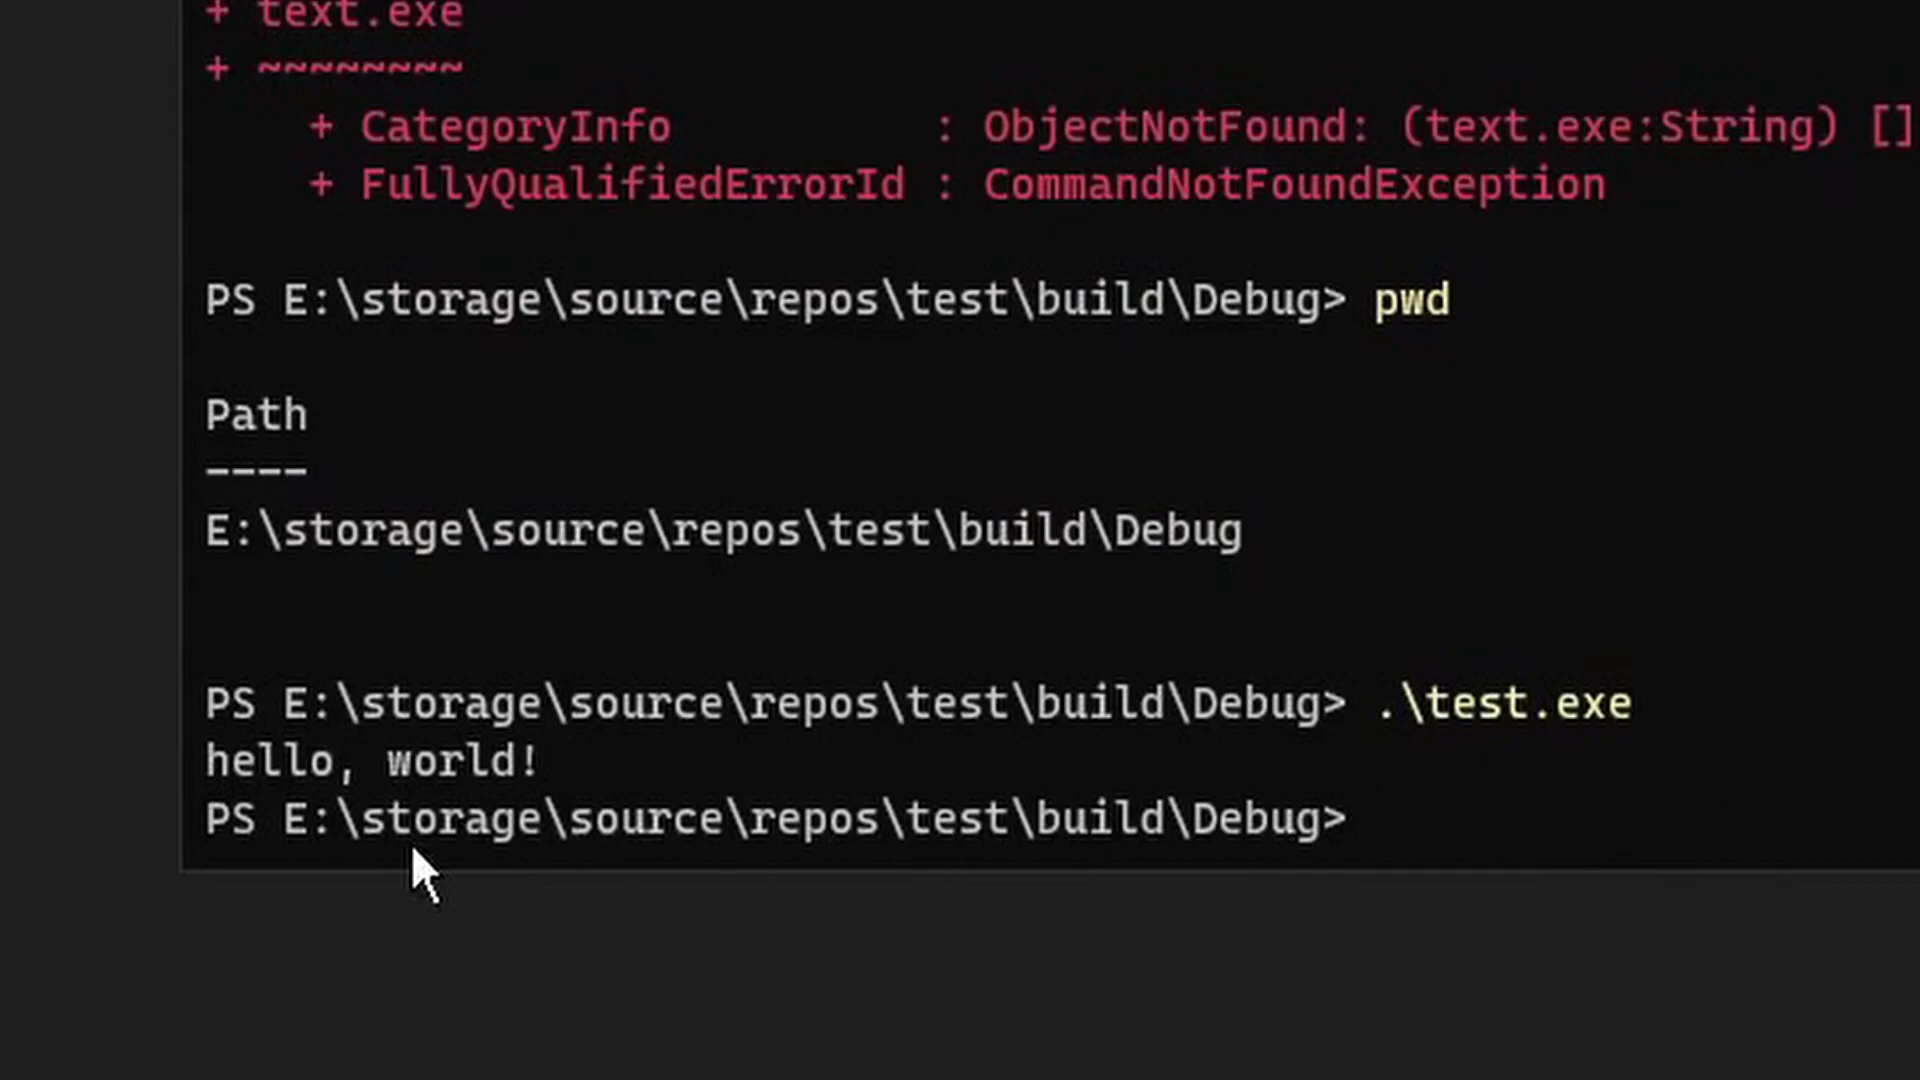 + text.exe
+ ~~~~~~~~
    + CategoryInfo          : ObjectNotFound: (text.exe:String) []
    + FullyQualifiedErrorId : CommandNotFoundException
PS E:\storage\source\repos\test\build\Debug> pwd
Path
----
E:\storage\source\repos\test\build\Debug
PS E:\storage\source\repos\test\build\Debug> .\test.exe
hello, world!
PS E:\storage\source\repos\test\build\Debug>